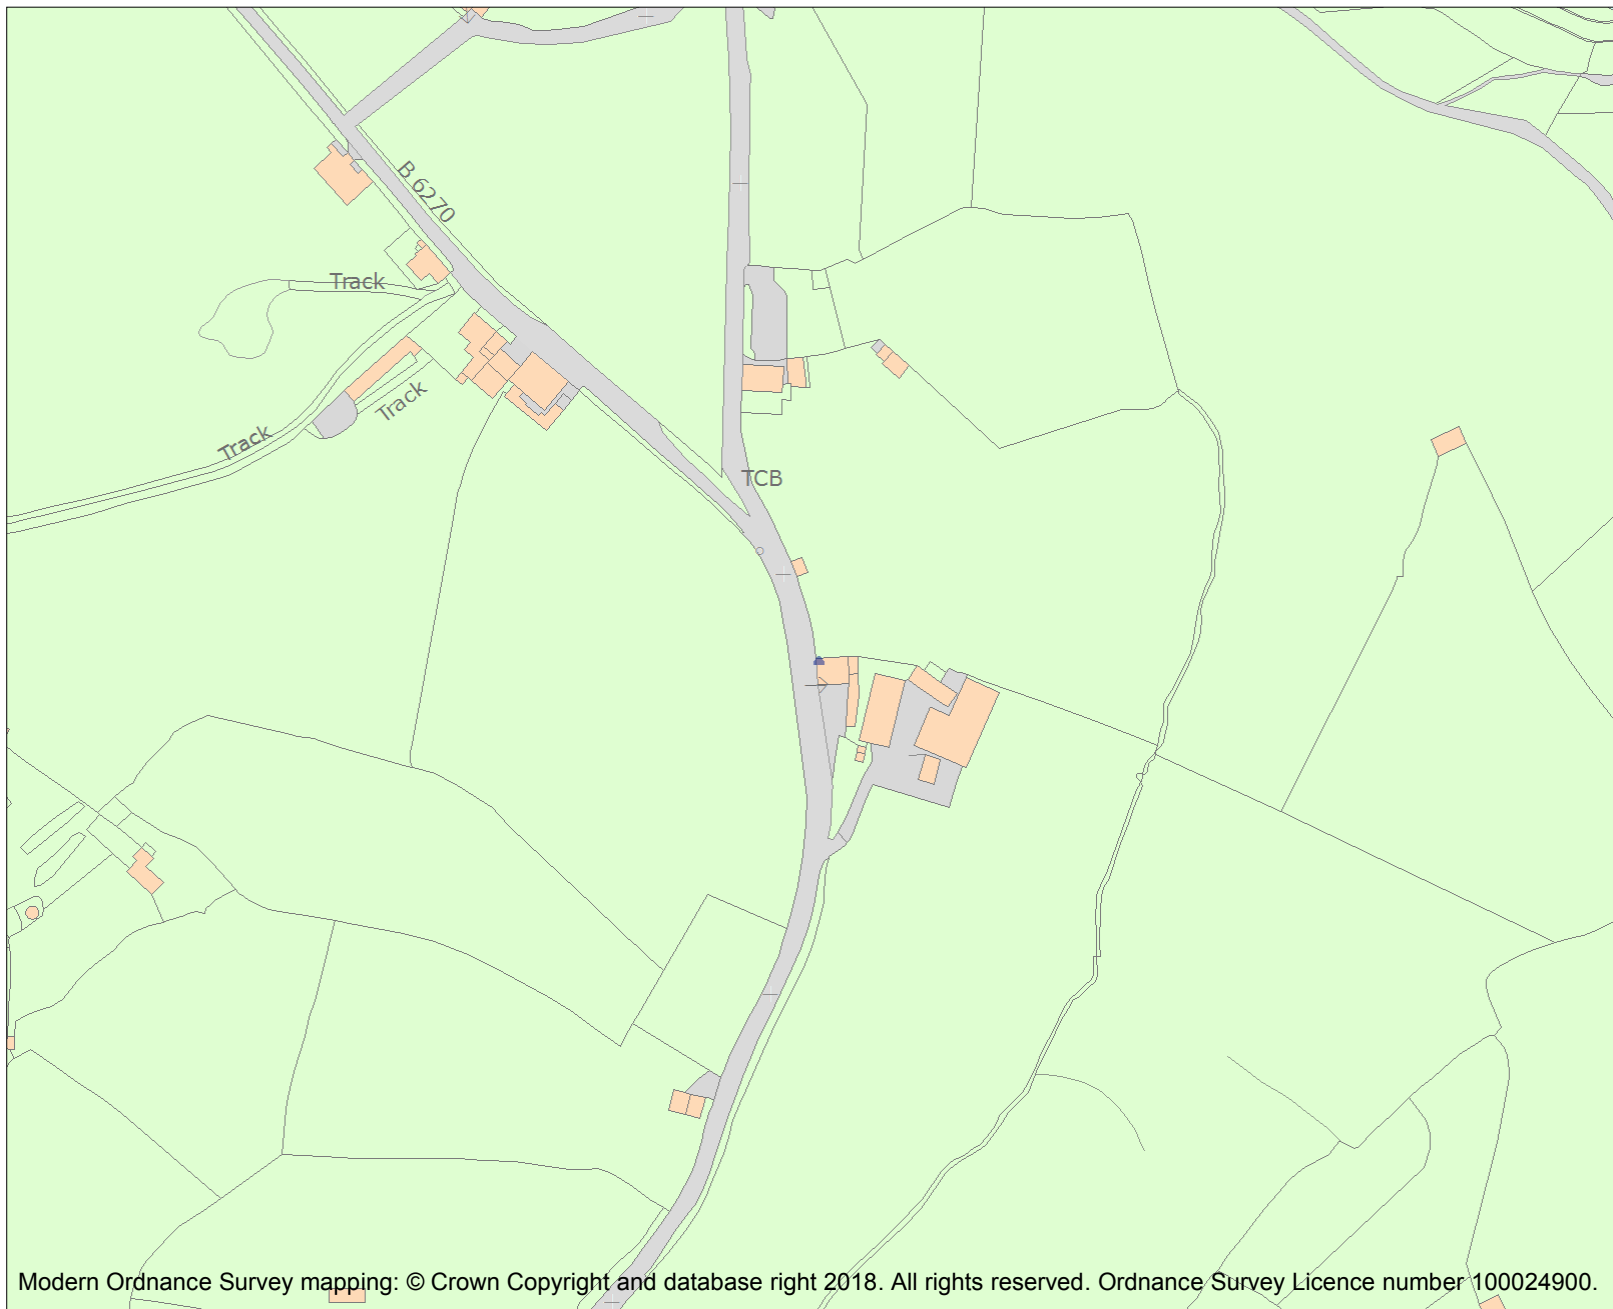 B 6270
Track
Track
Track
TCB
Modern Ordnance Survey mapping: © Crown Copyright and database right 2018. All rights reserved. Ordnance Survey Licence number 100024900.